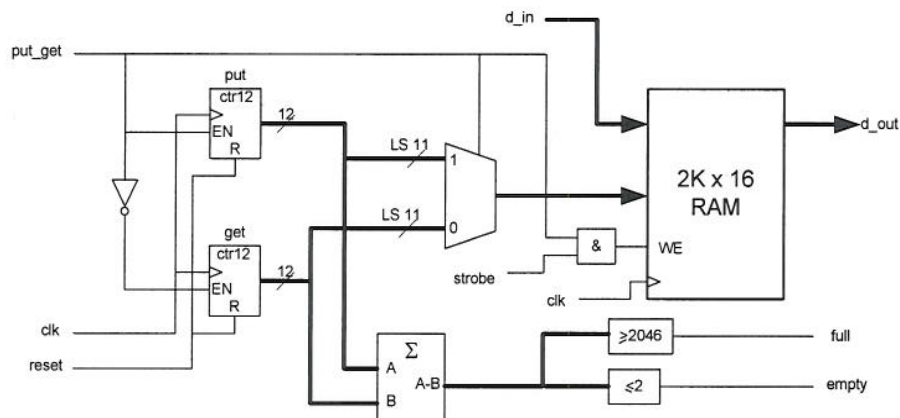 d_in
put_get
put
ctr12
EN
R
12
LS 11
1
d_out
2K x 16
RAM
LS 11
0
get
ctr12
EN
R
12
&
WE
strobe
clk
clk
reset
Σ
A
A-B
B
≥2046
full
≤2
empty